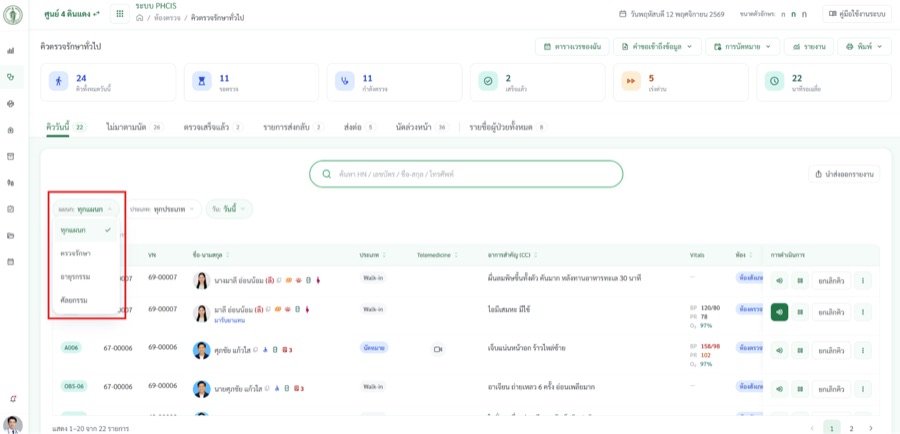 ระบบ PHCIS
ศูนย์ 4 ดินแดง
/ ห้องตรวจ / คิวตรวจรักษาทั่วไป
วันพฤหัสบดีที่ 12 พฤศจิกายน 2569
ขนาดตัวอักษร: ก ก ก
คู่มือใช้งานระบบ
คิวตรวจรักษาทั่วไป
ตารางเวรของฉัน
คำขอเข้าถึงข้อมูล
การนัดหมาย
รายงาน
พิมพ์
24
คิวทั้งหมดวันนี้
11
รอตรวจ
11
กำลังตรวจ
2
เสร็จแล้ว
5
เร่งด่วน
22
นาทีรอเฉลี่ย
คิววันนี้ 22
ไม่มาตามนัด 26
ตรวจเสร็จแล้ว 2
รายการส่งกลับ 2
ส่งต่อ 5
นัดล่วงหน้า 36
รายชื่อผู้ป่วยทั้งหมด 8
ค้นหา HN / เลขบัตร / ชื่อ-สกุล / โทรศัพท์
นำส่งออกรายงาน
แผนก: ทุกแผนก
ประเภท: ทุกประเภท
วัน: วันนี้
ทุกแผนก
ตรวจรักษา
อายุรกรรม
ศัลยกรรม
VN ชื่อ-นามสกุล ประเภท Telemedicine อาการสำคัญ (CC) Vitals ห้อง การดำเนินการ
69-00007 นางมาลี อ่อนน้อม (ลี) Walk-in ผื่นลมพิษขึ้นทั้งตัว คันมาก หลังทานอาหารทะเล 30 นาที — ยกเลิกคิว
69-00007 มาลี อ่อนน้อม (ลี) Walk-in ไอมีเสมหะ มีไข้ BP 120/80 ห้องตรวจ ยกเลิกคิว
PR 78
O₂ 97%
A006 67-00006 69-00006 ศุภชัย แก้วใส 3 นัดหมาย เจ็บแน่นหน้าอก ร้าวไหล่ซ้าย BP 158/98 ห้องตรวจ ยกเลิกคิว
PR 102
O₂ 97%
OBS-06 67-00006 69-00006 นายศุภชัย แก้วใส 3 Walk-in อาเจียน ถ่ายเหลว 6 ครั้ง อ่อนเพลียมาก — ยกเลิกคิว
แสดง 1–20 จาก 22 รายการ
1 2